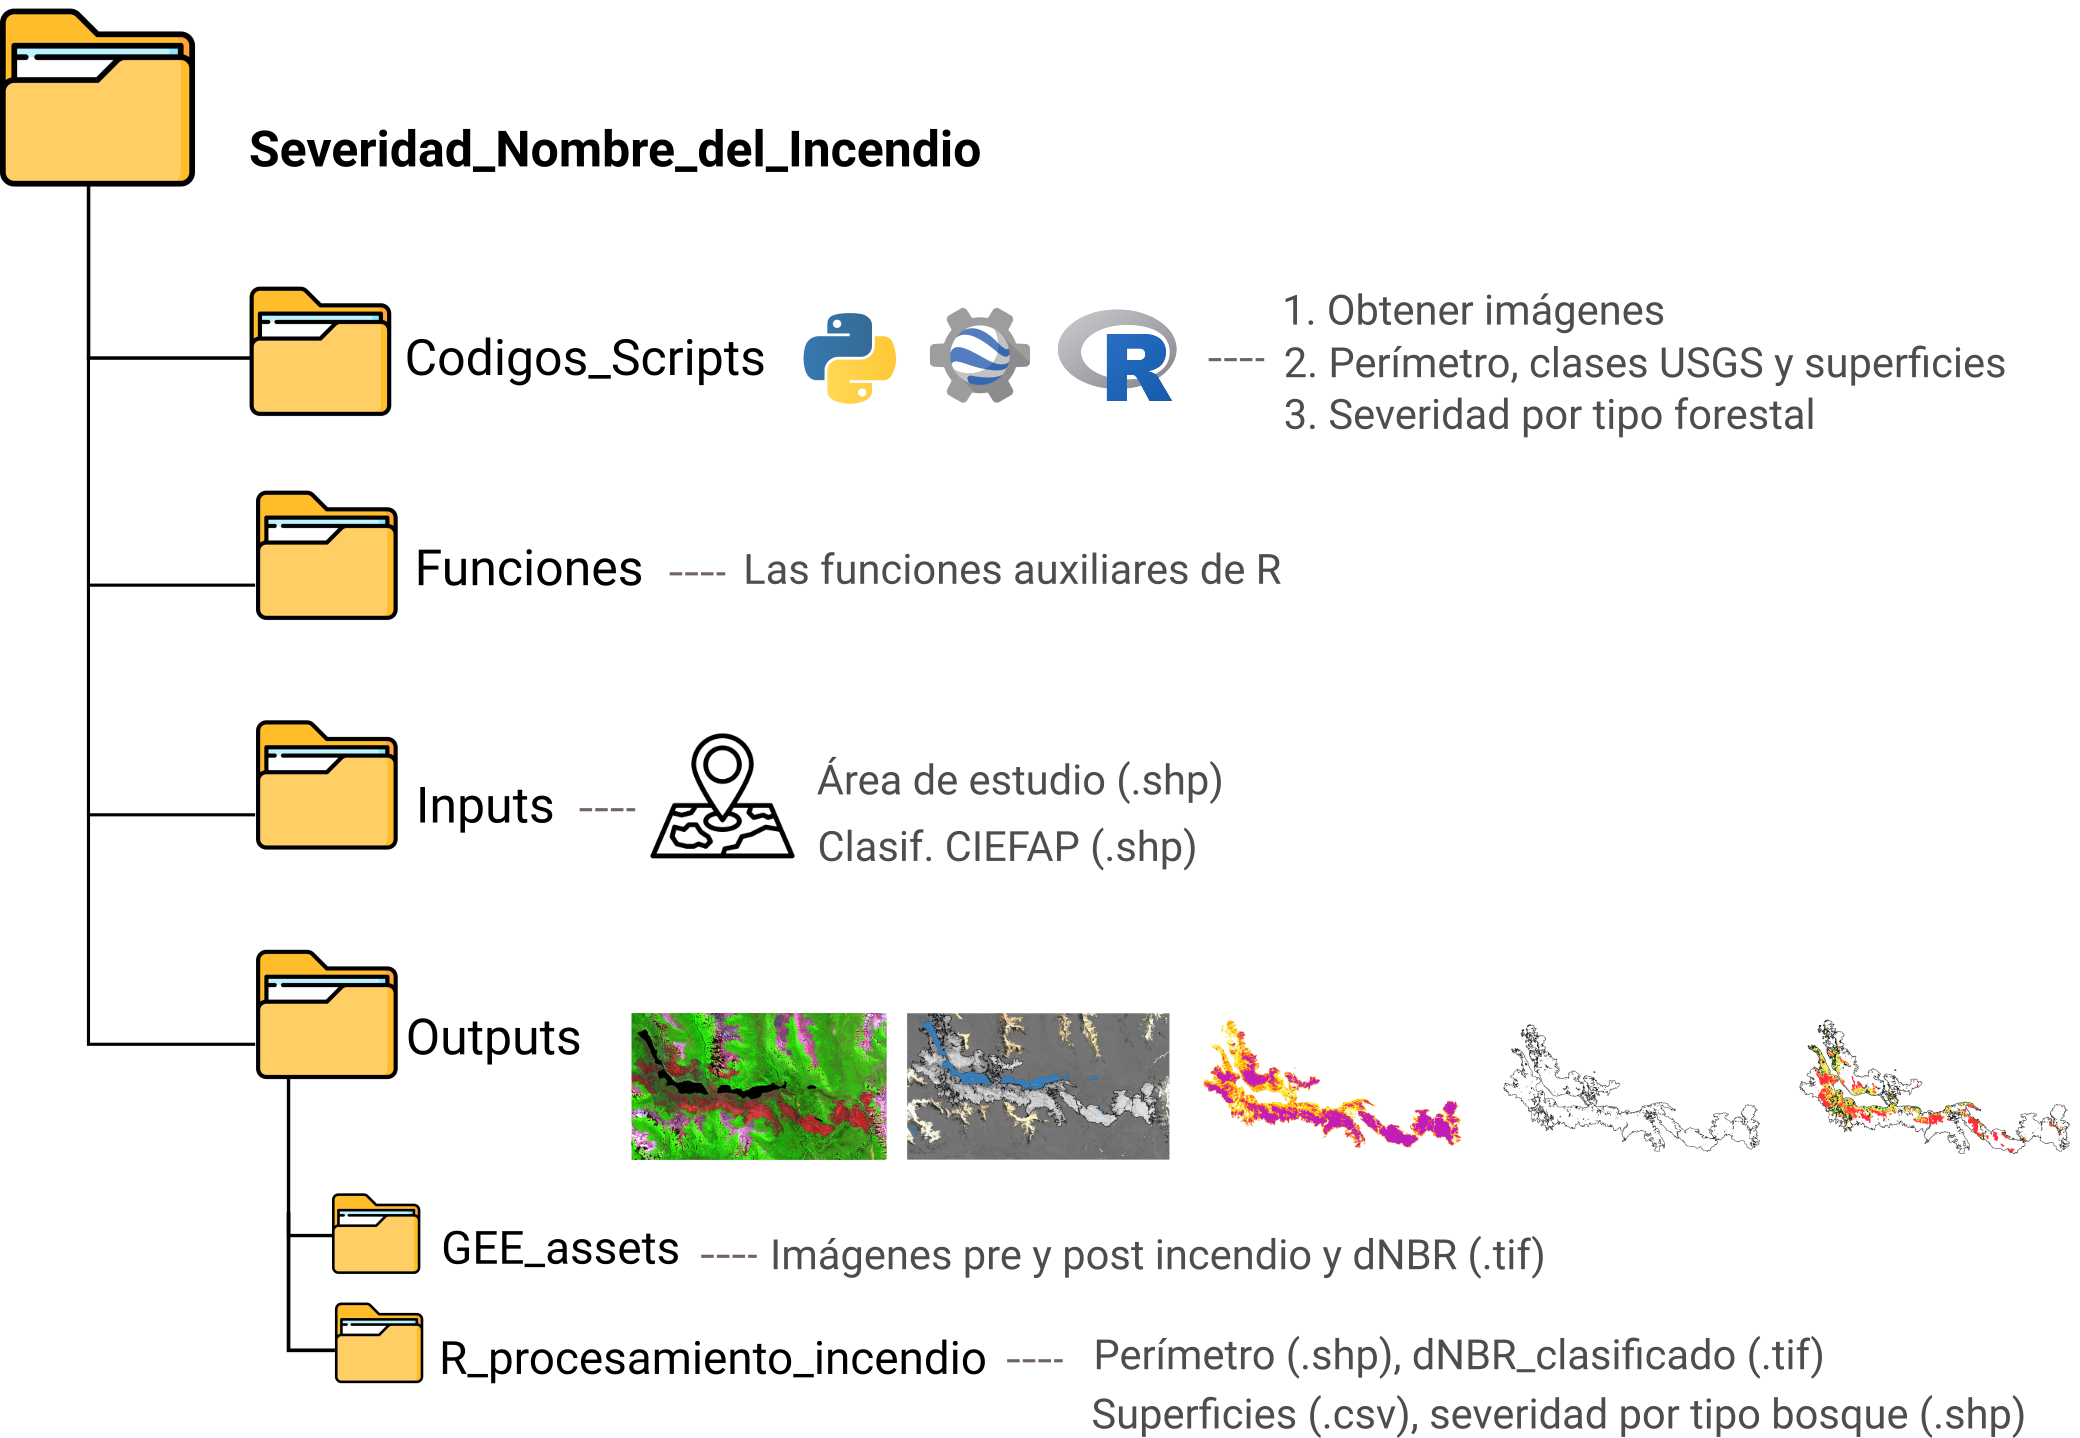 Severidad_Nombre_del_Incendio
Codigos_Scripts
R
---- 1. Obtener imágenes
2. Perímetro, clases USGS y superficies
3. Severidad por tipo forestal
Funciones ---- Las funciones auxiliares de R
Inputs ---- Área de estudio (.shp)
Clasif. CIEFAP (.shp)
Outputs
GEE_assets ---- Imágenes pre y post incendio y dNBR (.tif)
R_procesamiento_incendio ---- Perímetro (.shp), dNBR_clasificado (.tif)
Superficies (.csv), severidad por tipo bosque (.shp)